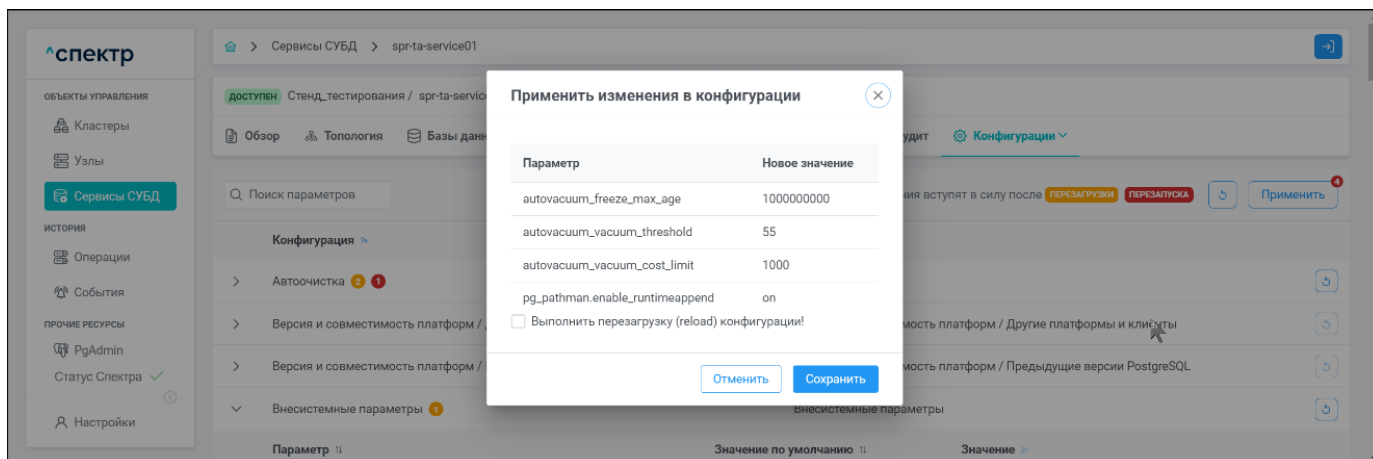 ^спектр
Сервисы СУБД > spr-ta-service01
ОБЪЕКТЫ УПРАВЛЕНИЯ
Кластеры
Узлы
Сервисы СУБД
ИСТОРИЯ
Операции
События
ПРОЧИЕ РЕСУРСЫ
PgAdmin
Статус Спектра
Настройки
ДОСТУПЕН Стенд_тестирования / spr-ta-servic
Обзор Топология Базы данн
удит Конфигурации
Поиск параметров
ния вступят в силу после ПЕРЕЗАГРУЗКИ ПЕРЕЗАПУСКА Применить 4
Конфигурация
Автоочистка 2 1
Версия и совместимость платформ /
мость платформ / Другие платформы и клиенты
Версия и совместимость платформ /
мость платформ / Предыдущие версии PostgreSQL
Внесистемные параметры 1
Внесистемные параметры
Параметр Значение по умолчанию Значение
Применить изменения в конфигурации
Параметр Новое значение
autovacuum_freeze_max_age 1000000000
autovacuum_vacuum_threshold 55
autovacuum_vacuum_cost_limit 1000
pg_pathman.enable_runtimeappend on
Выполнить перезагрузку (reload) конфигурации!
Отменить Сохранить